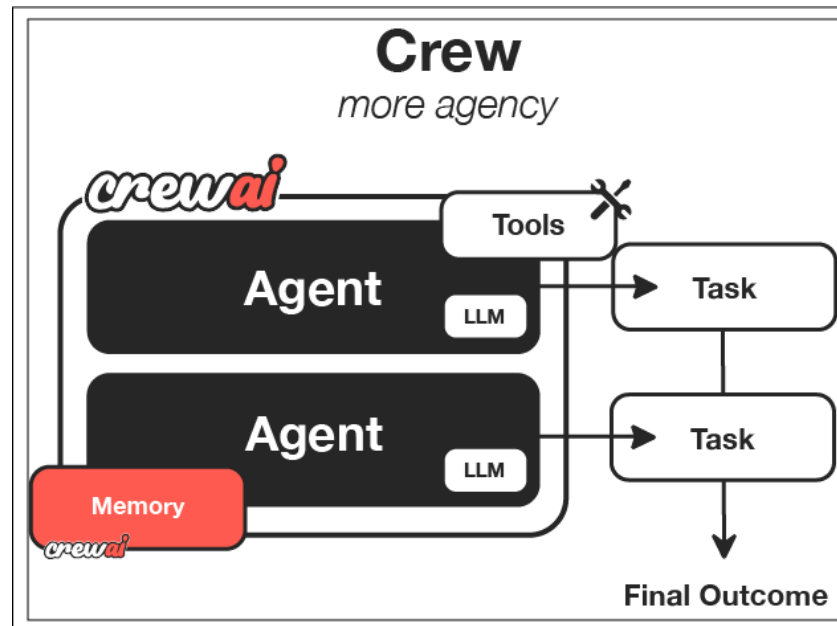 Crew
more agency
crewai
Tools
Agent
LLM
Task
Agent
LLM
Task
Memory
crewai
Final Outcome